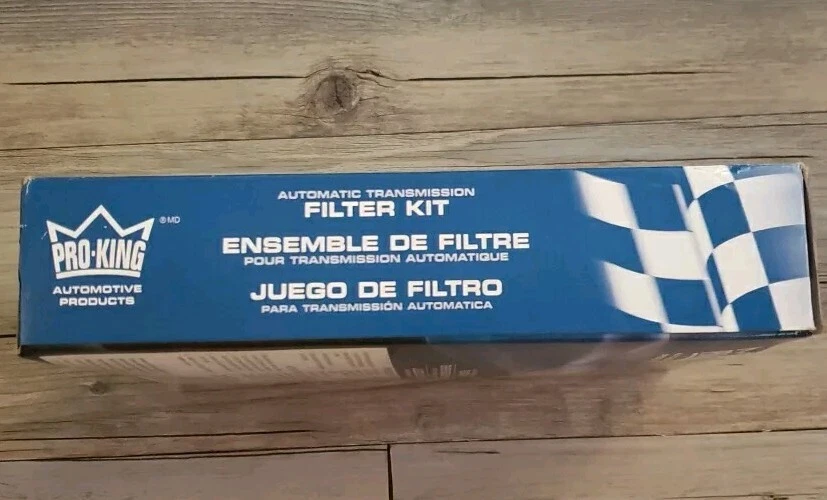 PRO·KING
®MD
AUTOMOTIVE
PRODUCTS
AUTOMATIC TRANSMISSION
FILTER KIT
ENSEMBLE DE FILTRE
POUR TRANSMISSION AUTOMATIQUE
JUEGO DE FILTRO
PARA TRANSMISSIÓN AUTOMATICA